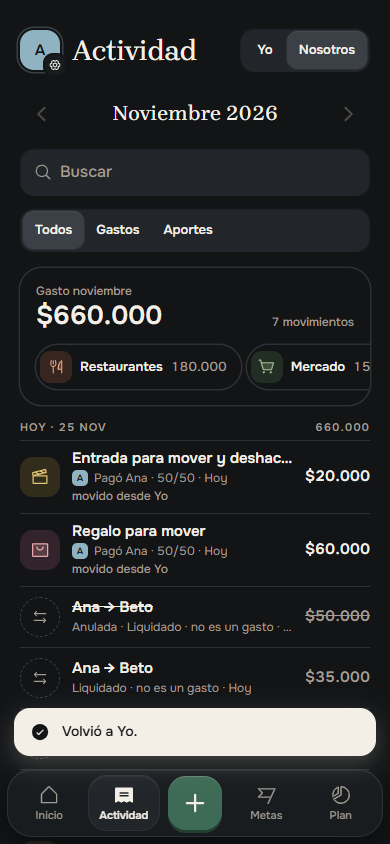 A
Actividad
Yo
Nosotros
Noviembre 2026
Buscar
Todos
Gastos
Aportes
Gasto noviembre
$660.000
7 movimientos
Restaurantes 180.000
Mercado 15
HOY · 25 NOV
660.000
Entrada para mover y deshac...
$20.000
A Pagó Ana · 50/50 · Hoy
movido desde Yo
Regalo para mover
$60.000
A Pagó Ana · 50/50 · Hoy
movido desde Yo
Ana → Beto
$50.000
Anulada · Liquidado · no es un gasto · ...
Ana → Beto
$35.000
Liquidado · no es un gasto · Hoy
Volvió a Yo.
Inicio
Actividad
Metas
Plan